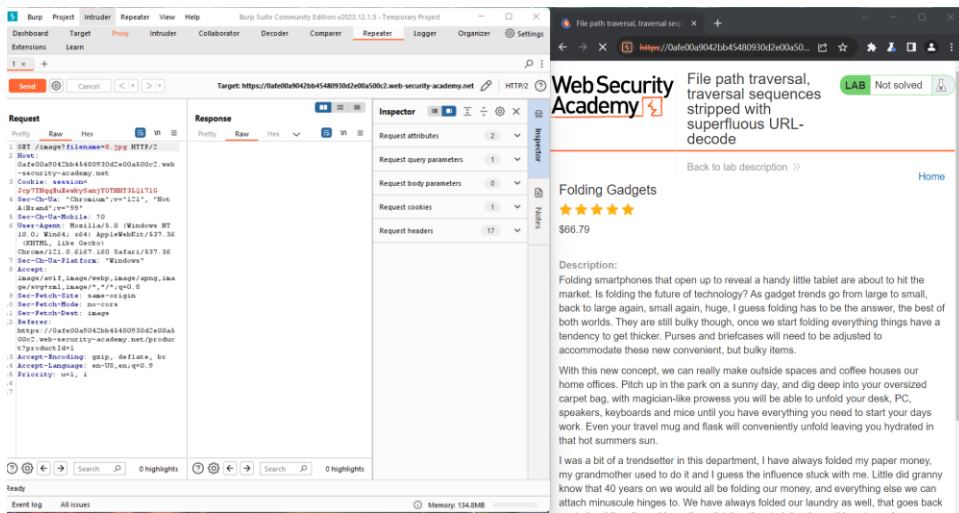 Burp Project Intruder Repeater View Help Burp Suite Community Edition v2023.12.1.5 - Temporary Project
Dashboard Target Proxy Intruder Collaborator Decoder Comparer Repeater Logger Organizer Settings
Extensions Learn
1 × +
Send Cancel < > Target: https://0afe00a9042bb45480930d2e00a500c2.web-security-academy.net HTTP/2
Request
Pretty Raw Hex \n
1 GET /image?filename=8.jpg HTTP/2
2 Host:
0afe00a9042bb45480930d2e00a500c2.web
-security-academy.net
3 Cookie: session=
4 Sec-Ch-Ua: "Chromium";v="121", "Not
A(Brand";v="99"
5 Sec-Ch-Ua-Mobile: ?0
6 User-Agent: Mozilla/5.0 (Windows NT
10.0; Win64; x64) AppleWebKit/537.36
(KHTML, like Gecko)
Chrome/121.0.6167.160 Safari/537.36
7 Sec-Ch-Ua-Platform: "Windows"
8 Accept:
image/avif,image/webp,image/apng,ima
ge/svg+xml,image/*,*/*;q=0.8
9 Sec-Fetch-Site: same-origin
.0 Sec-Fetch-Mode: no-cors
.1 Sec-Fetch-Dest: image
.2 Referer:
https://0afe00a9042bb45480930d2e00a5
00c2.web-security-academy.net/produc
t?productId=1
.3 Accept-Encoding: gzip, deflate, br
.4 Accept-Language: en-US,en;q=0.9
.5 Priority: u=1, i
.6
.7
Search 0 highlights
Response
Pretty Raw Hex \n
Search 0 highlights
Inspector
Request attributes 2
Request query parameters 1
Request body parameters 0
Request cookies 1
Request headers 17
Inspector
Notes
Ready
Event log All issues Memory: 134.8MB
File path traversal, traversal seq
https://0afe00a9042bb45480930d2e00a50...
Web Security
Academy
File path traversal,
traversal sequences
stripped with
superfluous URL-
decode
LAB Not solved
Back to lab description
Home
Folding Gadgets
$66.79
Description:
Folding smartphones that open up to reveal a handy little tablet are about to hit the
market. Is folding the future of technology? As gadget trends go from large to small,
back to large again, small again, huge, I guess folding has to be the answer, the best of
both worlds. They are still bulky though, once we start folding everything things have a
tendency to get thicker. Purses and briefcases will need to be adjusted to
accommodate these new convenient, but bulky items.
With this new concept, we can really make outside spaces and coffee houses our
home offices. Pitch up in the park on a sunny day, and dig deep into your oversized
carpet bag, with magician-like prowess you will be able to unfold your desk, PC,
speakers, keyboards and mice until you have everything you need to start your days
work. Even your travel mug and flask will conveniently unfold leaving you hydrated in
that hot summers sun.
I was a bit of a trendsetter in this department, I have always folded my paper money,
my grandmother used to do it and I guess the influence stuck with me. Little did granny
know that 40 years on we would all be folding our money, and everything else we can
attach minuscule hinges to. We have always folded our laundry as well, that goes back